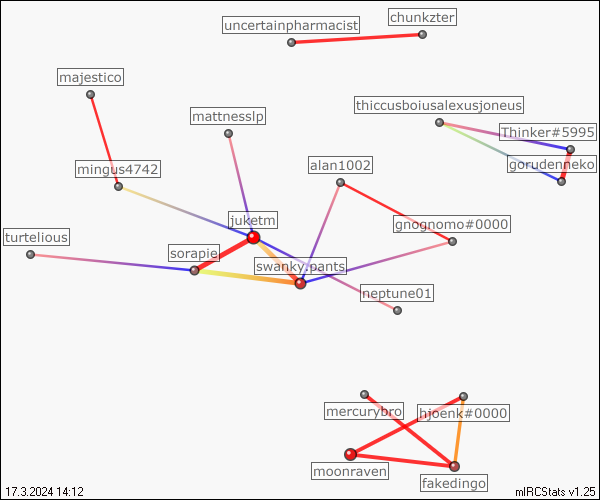 chunkzter
uncertainpharmacist
majestico
thiccusboiusalexusjoneus
mattnesslp
Thinker#5995
alan1002
gorudenneko
mingus4742
juketm
gnognomo#0000
turtelious
sorapie
swanky.pants
neptune01
mercurybro
hjoenk#0000
moonraven
fakedingo
17.3.2024 14:12
mIRCStats v1.25